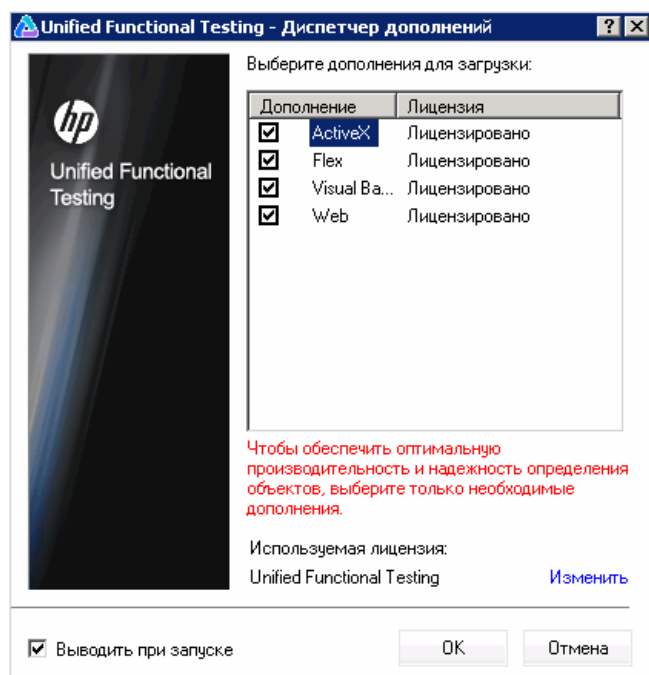 Unified Functional Testing - Диспетчер дополнений
Выберите дополнения для загрузки:
hp
Unified Functional
Testing
Дополнение Лицензия
ActiveX Лицензировано
Flex Лицензировано
Visual Ba... Лицензировано
Web Лицензировано
Чтобы обеспечить оптимальную
производительность и надежность определения
объектов, выберите только необходимые
дополнения.
Используемая лицензия:
Unified Functional Testing Изменить
Выводить при запуске OK Отмена